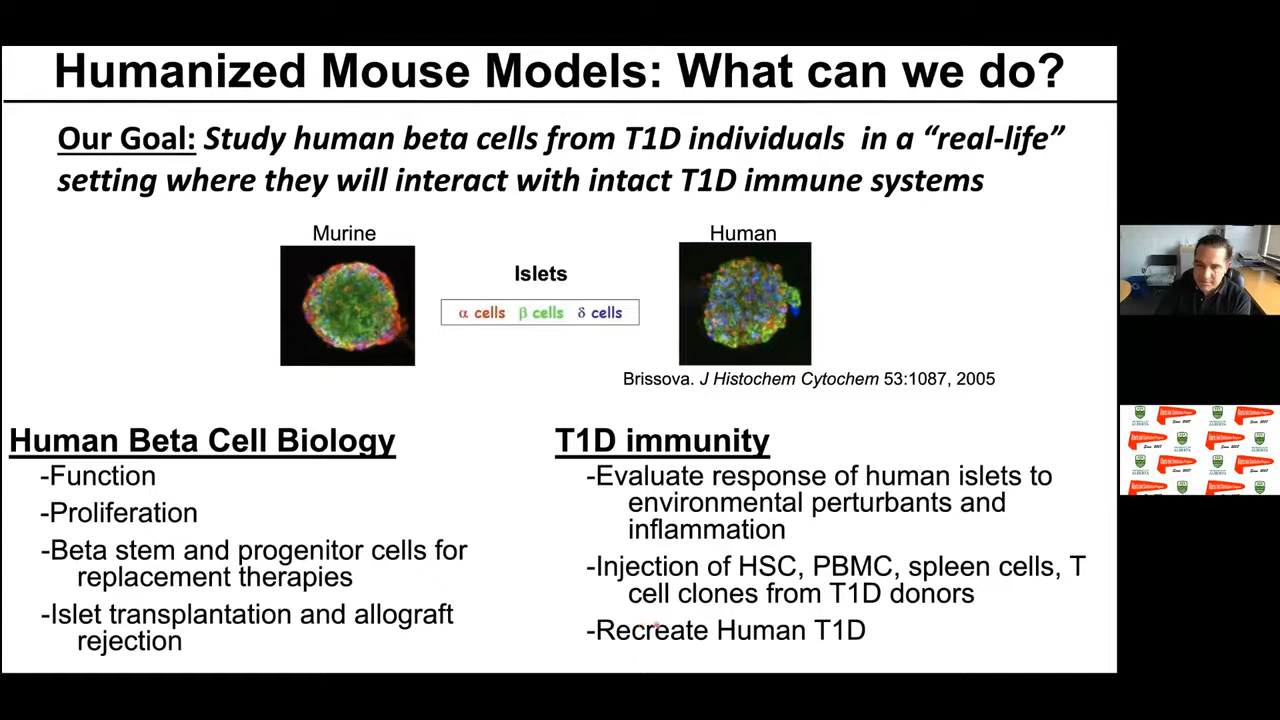 Humanized Mouse Models: What can we do?
Our Goal: Study human beta cells from T1D individuals in a “real-life”
setting where they will interact with intact T1D immune systems
Murine
Human
Islets
α cells β cells δ cells
Brissova. J Histochem Cytochem 53:1087, 2005
Human Beta Cell Biology
-Function
-Proliferation
-Beta stem and progenitor cells for
replacement therapies
-Islet transplantation and allograft
rejection
T1D immunity
-Evaluate response of human islets to
environmental perturbants and
inflammation
-Injection of HSC, PBMC, spleen cells, T
cell clones from T1D donors
-Recreate Human T1D